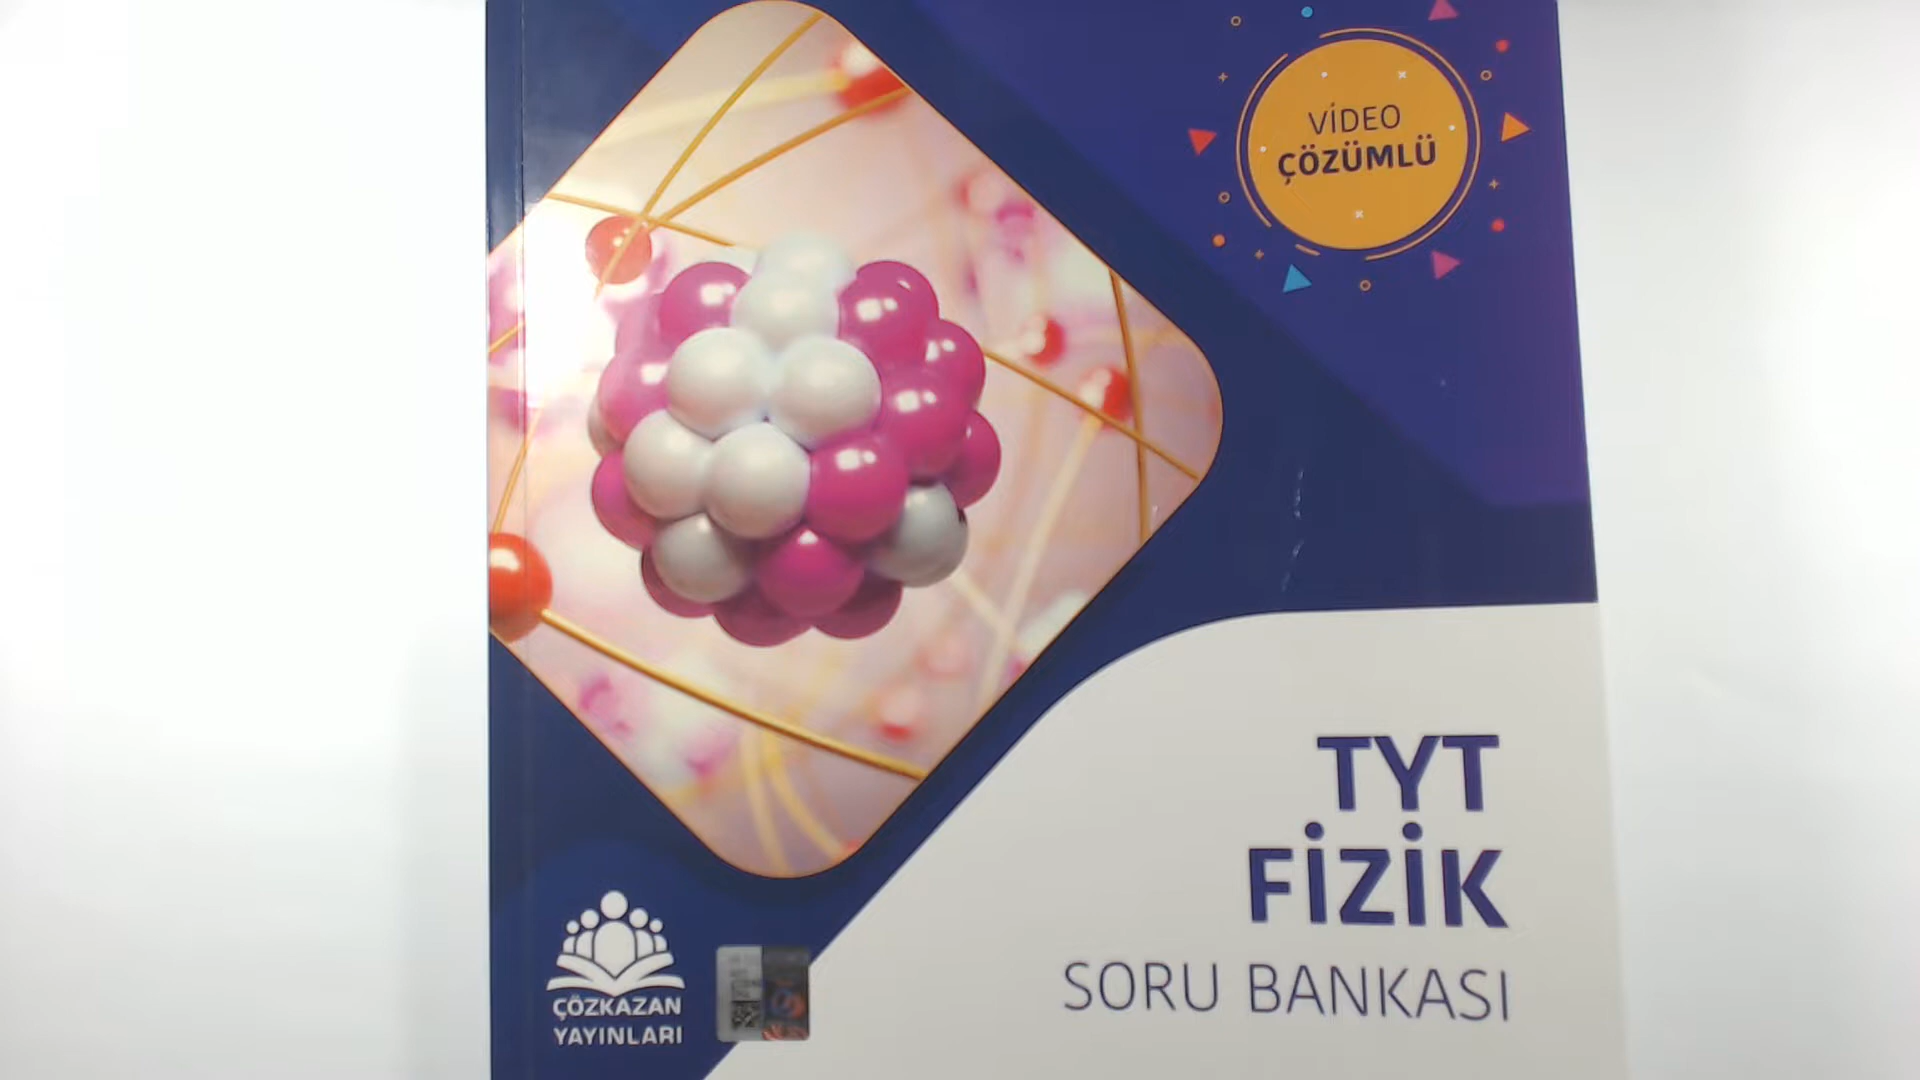 VİDEO
ÇÖZÜMLÜ
TYT
FİZİK
SORU BANKASI
ÇÖZKAZAN
YAYINLARI